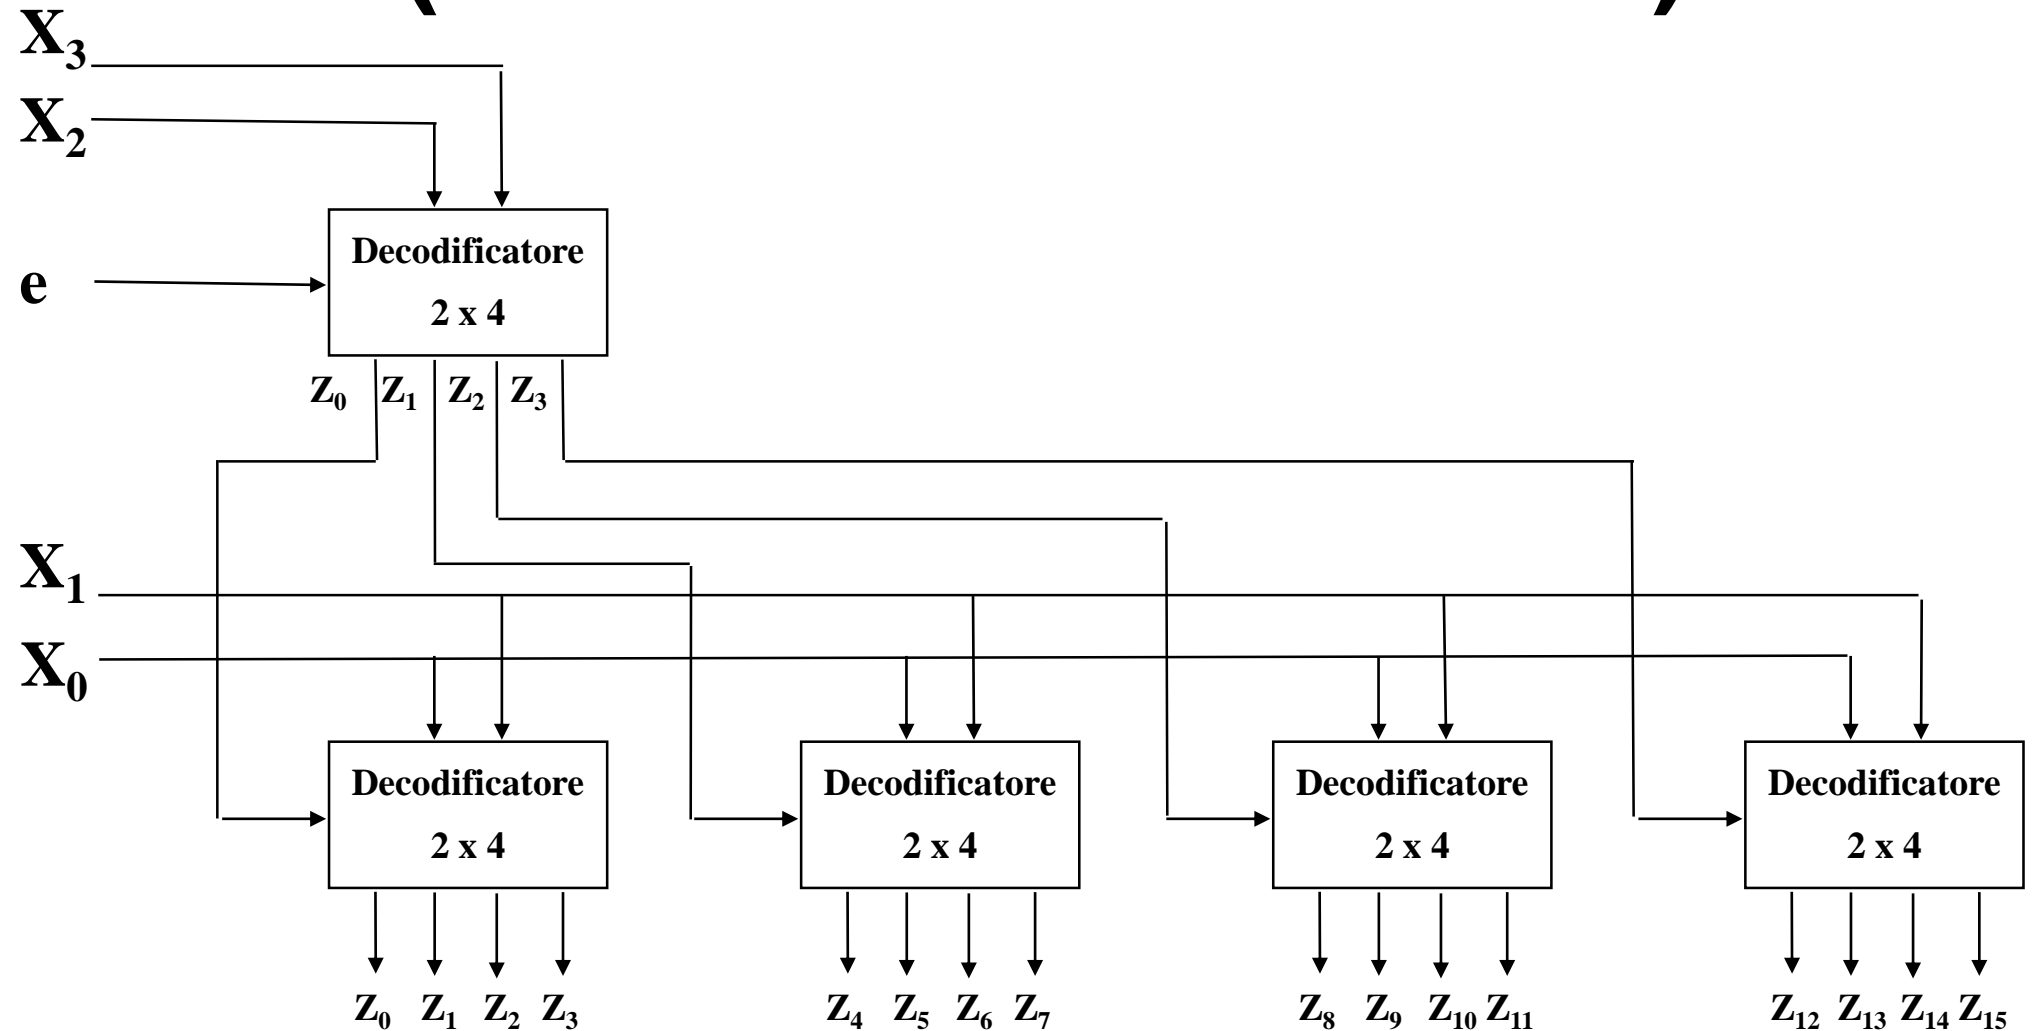 X3
X2
e
Decodificatore
2 x 4
Z0 Z1 Z2 Z3
X1
X0
Decodificatore
2 x 4
Decodificatore
2 x 4
Decodificatore
2 x 4
Decodificatore
2 x 4
Z0 Z1 Z2 Z3
Z4 Z5 Z6 Z7
Z8 Z9 Z10 Z11
Z12 Z13 Z14 Z15